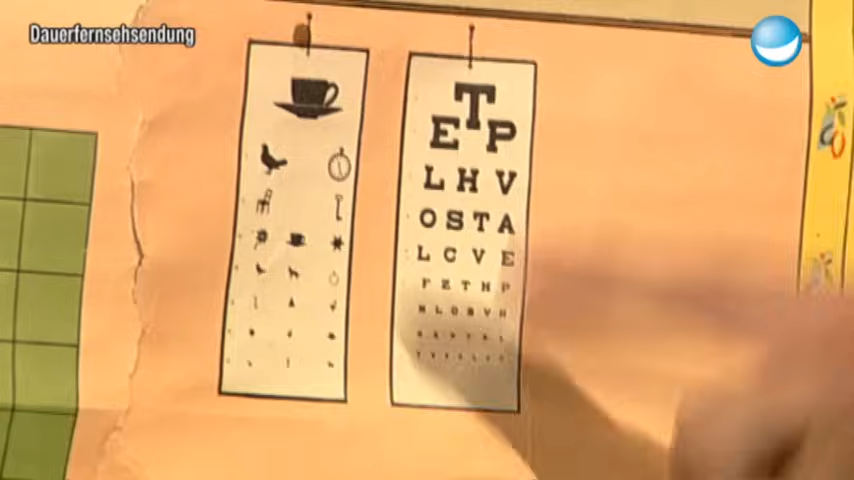 Dauerfernsehsendung
T
E P
L H V
O S T A
L C V E
F Z T H P